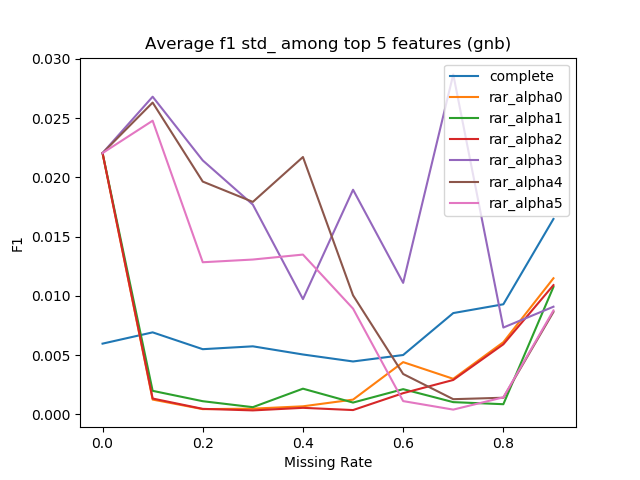 Average f1 std_ among top 5 features (gnb)
0.030
0.025
0.020
0.015
0.010
0.005
0.000
F1
0.0 0.2 0.4 0.6 0.8
Missing Rate
complete
rar_alpha0
rar_alpha1
rar_alpha2
rar_alpha3
rar_alpha4
rar_alpha5